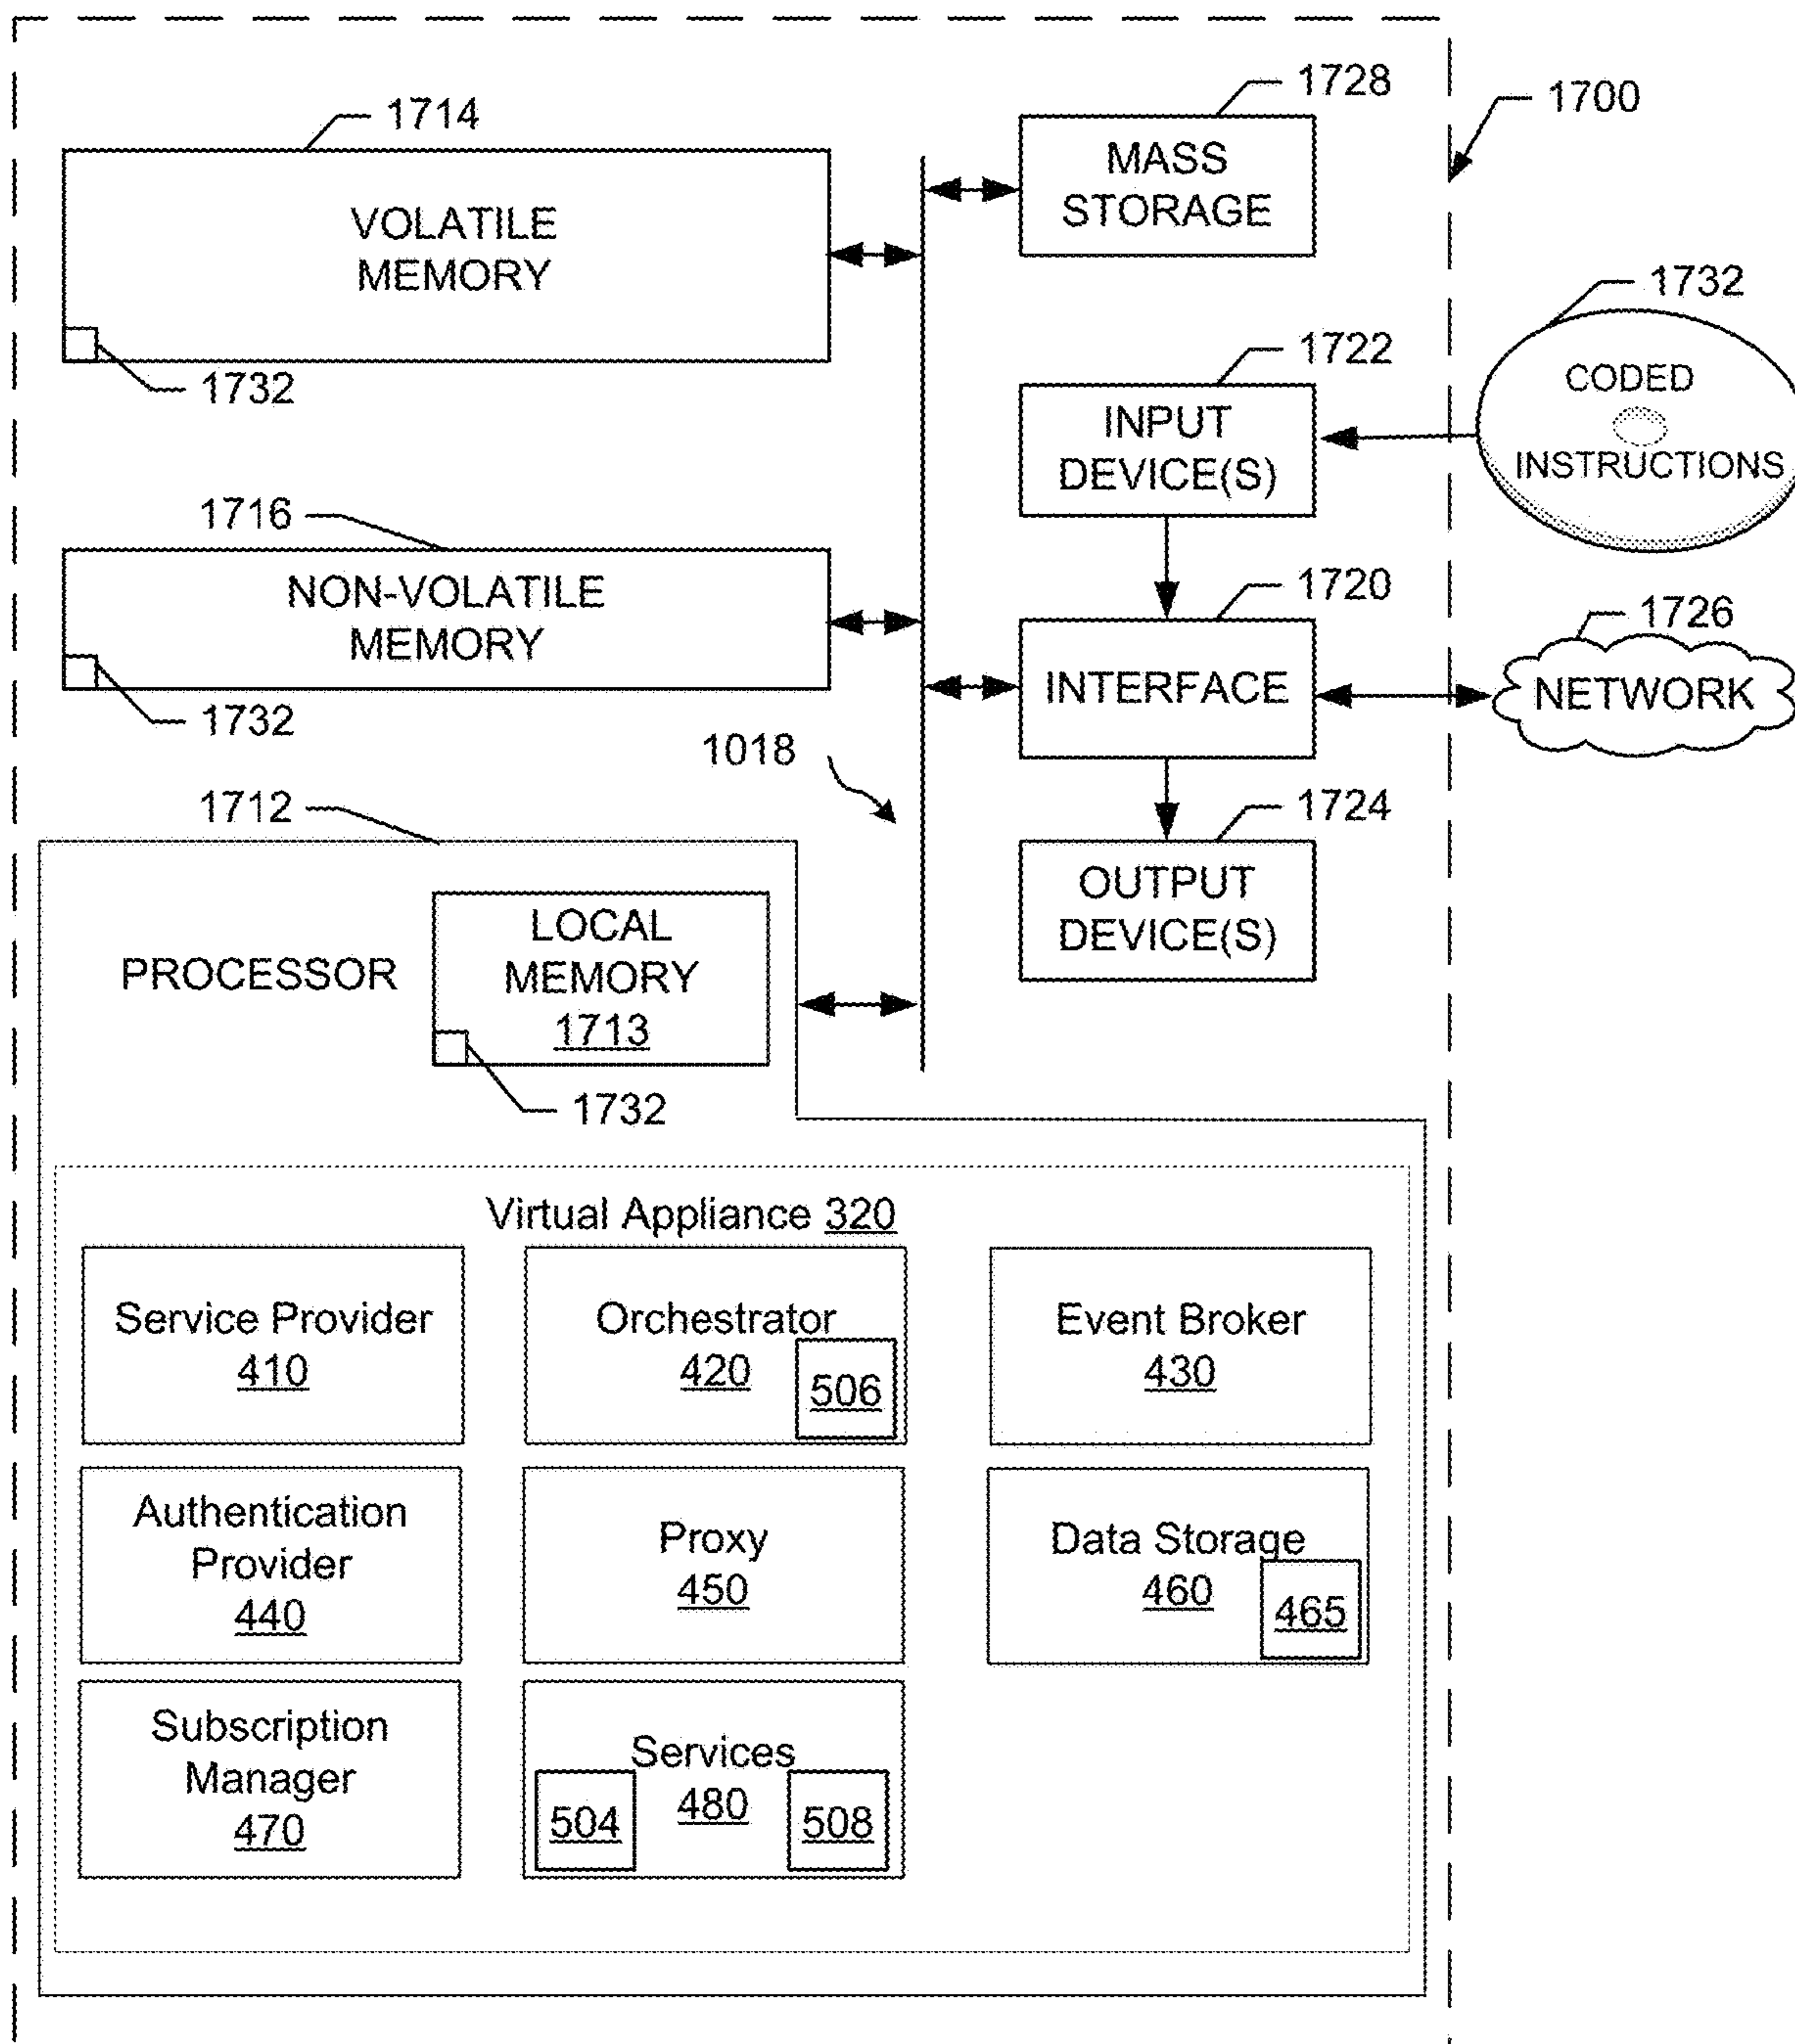 1700
1714
VOLATILE
MEMORY
1732
1728
MASS
STORAGE
1722
INPUT
DEVICE(S)
1732
CODED
INSTRUCTIONS
1716
NON-VOLATILE
MEMORY
1732
1720
INTERFACE
1726
NETWORK
1018
1724
OUTPUT
DEVICE(S)
1712
PROCESSOR
LOCAL
MEMORY
1713
1732
Virtual Appliance 320
Service Provider
410
Orchestrator
420
506
Event Broker
430
Authentication
Provider
440
Proxy
450
Data Storage
460
465
Subscription
Manager
470
Services
480
504
508